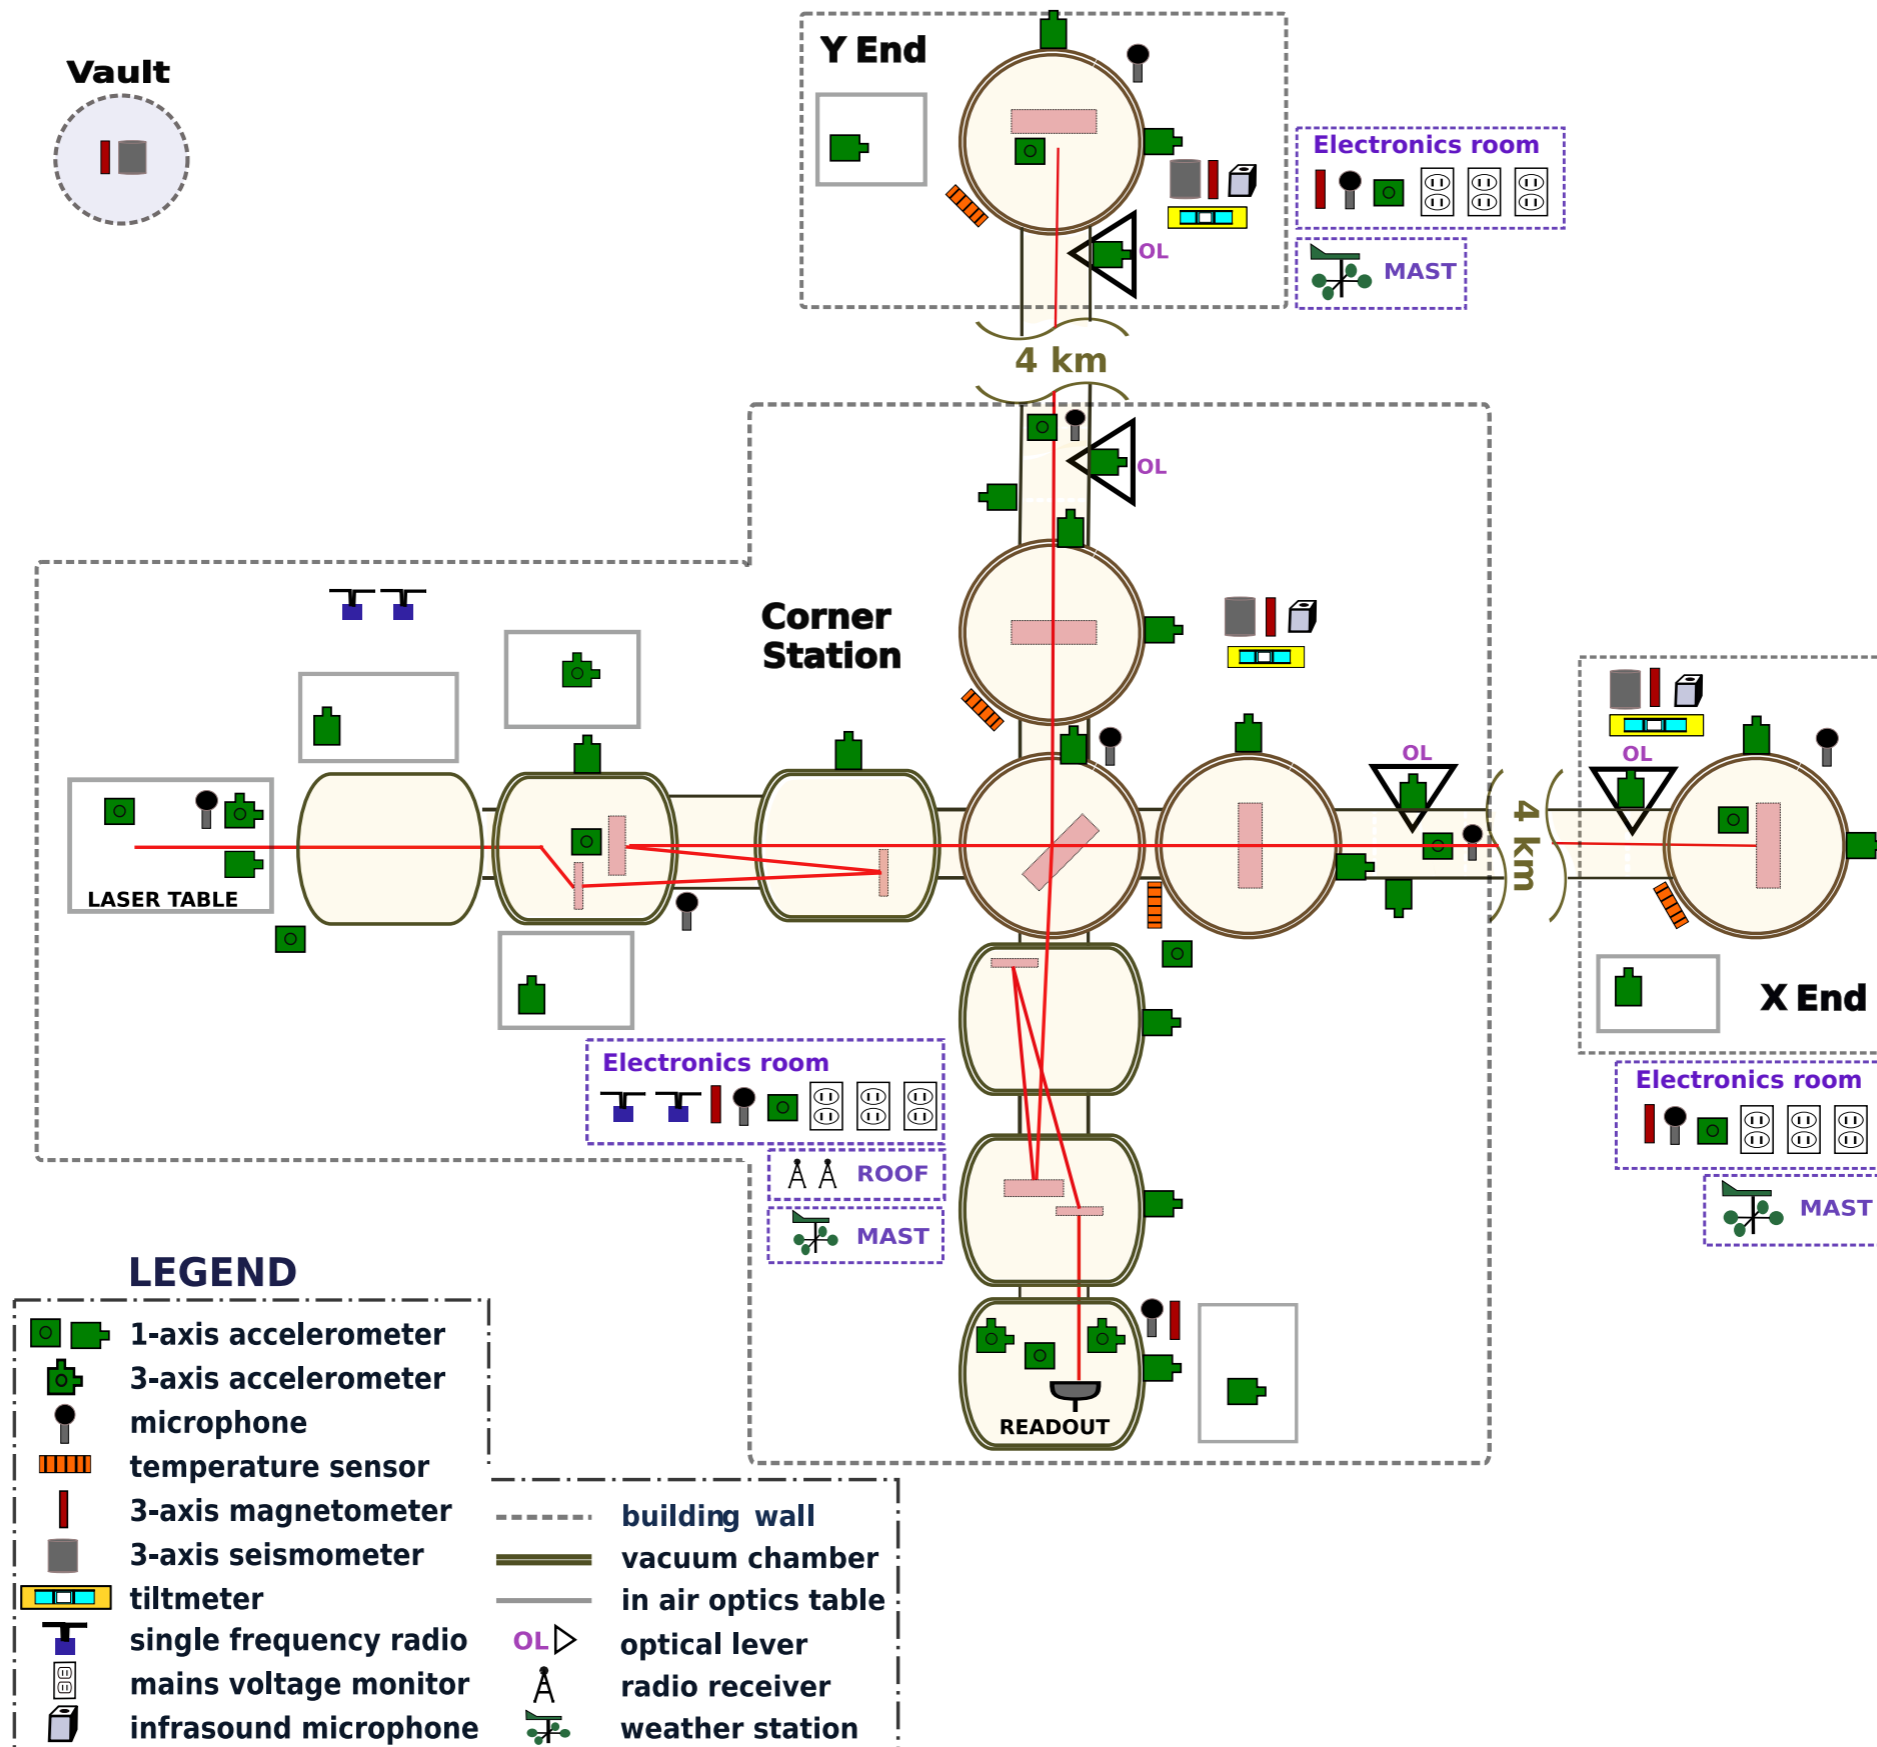 Vault
Y End
Electronics room
OL
MAST
4 km
OL
Corner
Station
OL
OL
4 km
LASER TABLE
X End
Electronics room
Electronics room
ROOF
MAST
MAST
READOUT
LEGEND
1-axis accelerometer
3-axis accelerometer
microphone
temperature sensor
3-axis magnetometer
3-axis seismometer
tiltmeter
single frequency radio
mains voltage monitor
infrasound microphone
building wall
vacuum chamber
in air optics table
OL optical lever
radio receiver
weather station